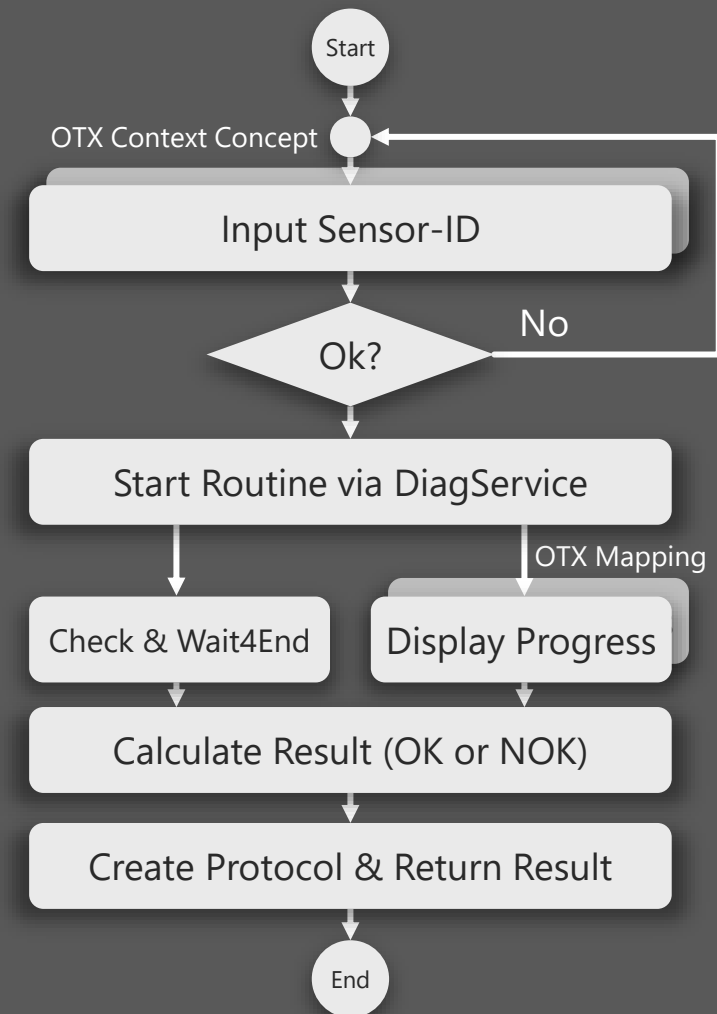 Start
OTX Context Concept
Input Sensor-ID
No
Ok?
Start Routine via DiagService
OTX Mapping
Check & Wait4End
Display Progress
Calculate Result (OK or NOK)
Create Protocol & Return Result
End